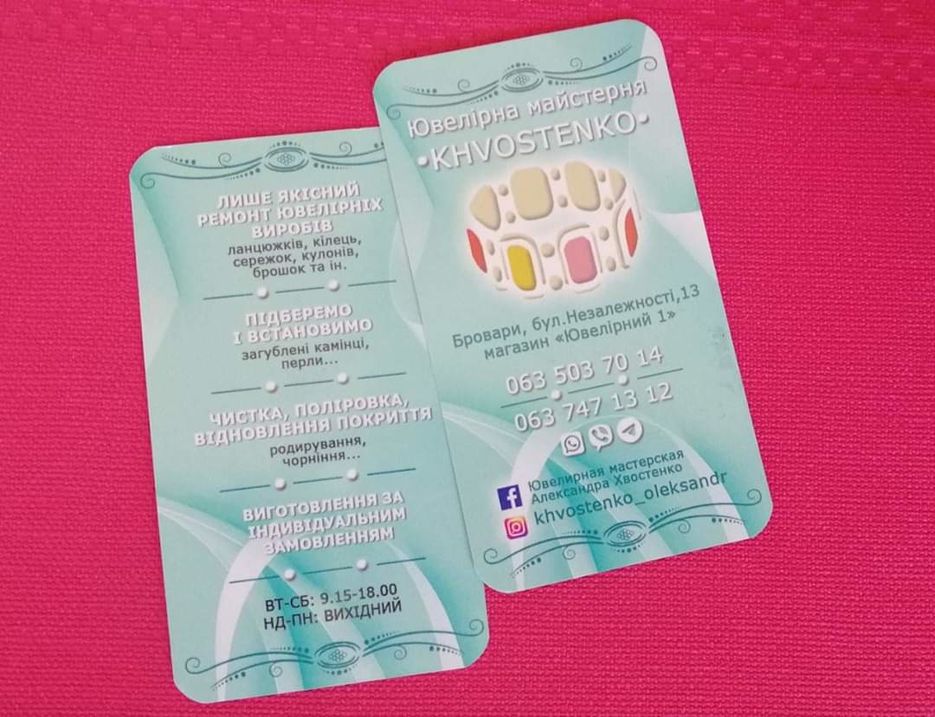 ЛИШЕ ЯКІСНИЙ
РЕМОНТ ЮВЕЛІРНІХ
ВИРОБІВ
ланцюжків, кілець,
сережок, кулонів,
брошок та ін.
ПІДБЕРЕМО
І ВСТАНОВИМО
загублені камінці,
перли...
ЧИСТКА, ПОЛІРОВКА,
ВІДНОВЛЕННЯ ПОКРИТТЯ
родирування,
чорніння...
ВИГОТОВЛЕННЯ ЗА
ІНДИВІДУАЛЬНИМ
ЗАМОВЛЕННЯМ
ВТ-СБ: 9.15-18.00
НД-ПН: ВИХІДНИЙ
Ювелірна майстерня
•KHVOSTENKO•
Бровари, бул.Незалежності,13
магазин «Ювелірний 1»
063 503 70 14
063 747 13 12
Ювелирная мастерская
Александра Хвостенко
khvostenko_oleksandr